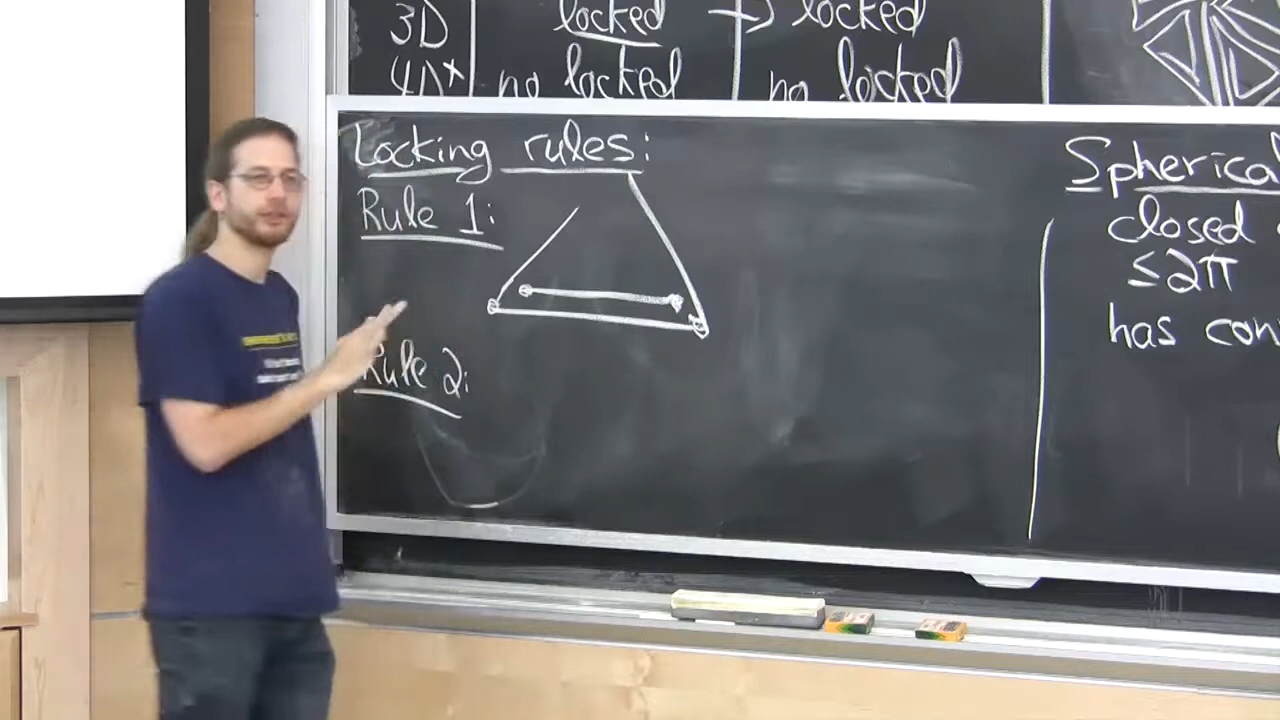 3D locked → locked
4D+ no locked no locked
Locking rules:
Rule 1:
Rule 2:
Spherical
closed
≤2π
has con